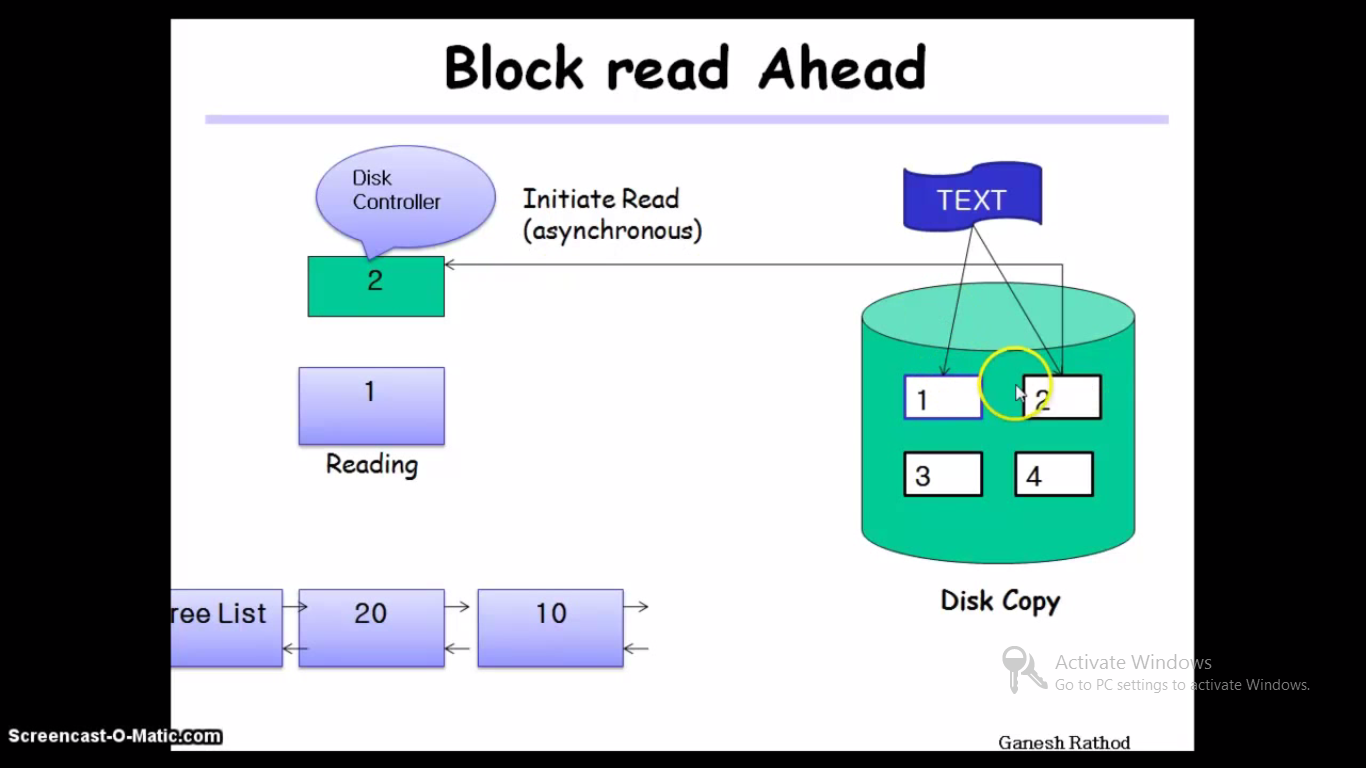 Block read Ahead
Disk
Controller
Initiate Read
(asynchronous)
TEXT
2
1
Reading
1
2
3
4
ree List
20
10
Disk Copy
Activate Windows
Go to PC settings to activate Windows.
Screencast-O-Matic.com
Ganesh Rathod